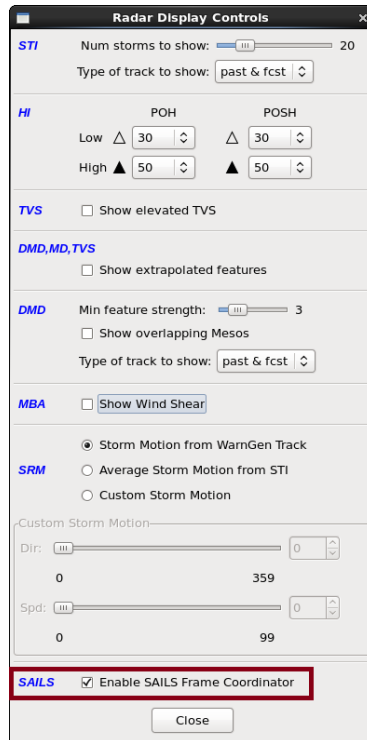 Radar Display Controls
STI Num storms to show: 20
Type of track to show: past & fcst
HI POH POSH
Low 30 30
High 50 50
TVS Show elevated TVS
DMD,MD,TVS
Show extrapolated features
DMD Min feature strength: 3
Show overlapping Mesos
Type of track to show: past & fcst
MBA Show Wind Shear
Storm Motion from WarnGen Track
SRM Average Storm Motion from STI
Custom Storm Motion
Custom Storm Motion
Dir: 0
0 359
Spd: 0
0 99
SAILS Enable SAILS Frame Coordinator
Close